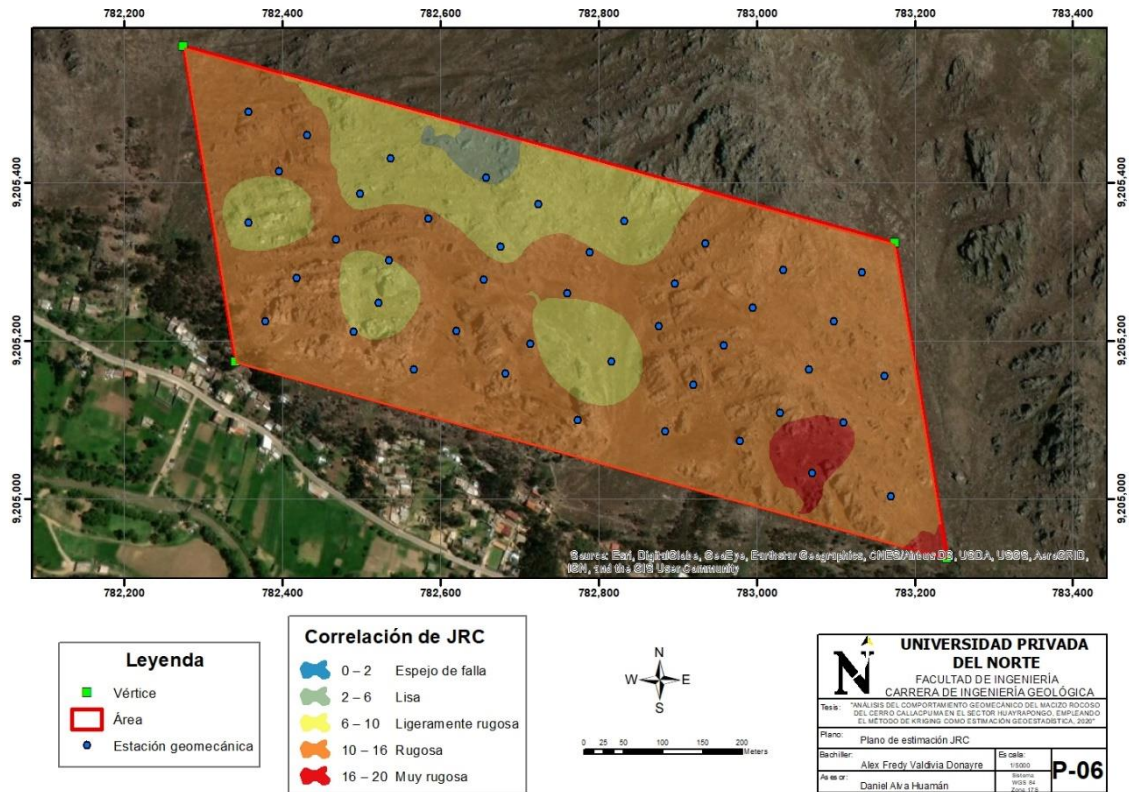 782,200 782,400 782,600 782,800 783,000 783,200 783,400
9,205,400 9,205,400
9,205,200 9,205,200
9,205,000 9,205,000
Source: Esri, DigitalGlobe, GeoEye, Earthstar Geographics, CNES/Airbus DS, USDA, USGS, AeroGRID,
IGN, and the GIS User Community
782,200 782,400 782,600 782,800 783,000 783,200 783,400
Leyenda
Vértice
Área
Estación geomecánica
Correlación de JRC
0 – 2 Espejo de falla
2 – 6 Lisa
6 – 10 Ligeramente rugosa
10 – 16 Rugosa
16 – 20 Muy rugosa
N
W E
S
0 25 50 100 150 200
Meters
N
UNIVERSIDAD PRIVADA
DEL NORTE
FACULTAD DE INGENIERÍA
CARRERA DE INGENIERÍA GEOLÓGICA
Tesis: "ANÁLISIS DEL COMPORTAMIENTO GEOMECÁNICO DEL MACIZO ROCOSO
DEL CERRO CALLACPUMA EN EL SECTOR HUAYRAPONGO, EMPLEANDO
EL MÉTODO DE KRIGING COMO ESTIMACIÓN GEOESTADÍSTICA, 2020"
Plano: Plano de estimación JRC
Bachiller: Alex Fredy Valdivia Donayre
Escala: 1/5000
Asesor: Daniel Alva Huamán
Sistema
WGS 84
Zona 17S
P-06